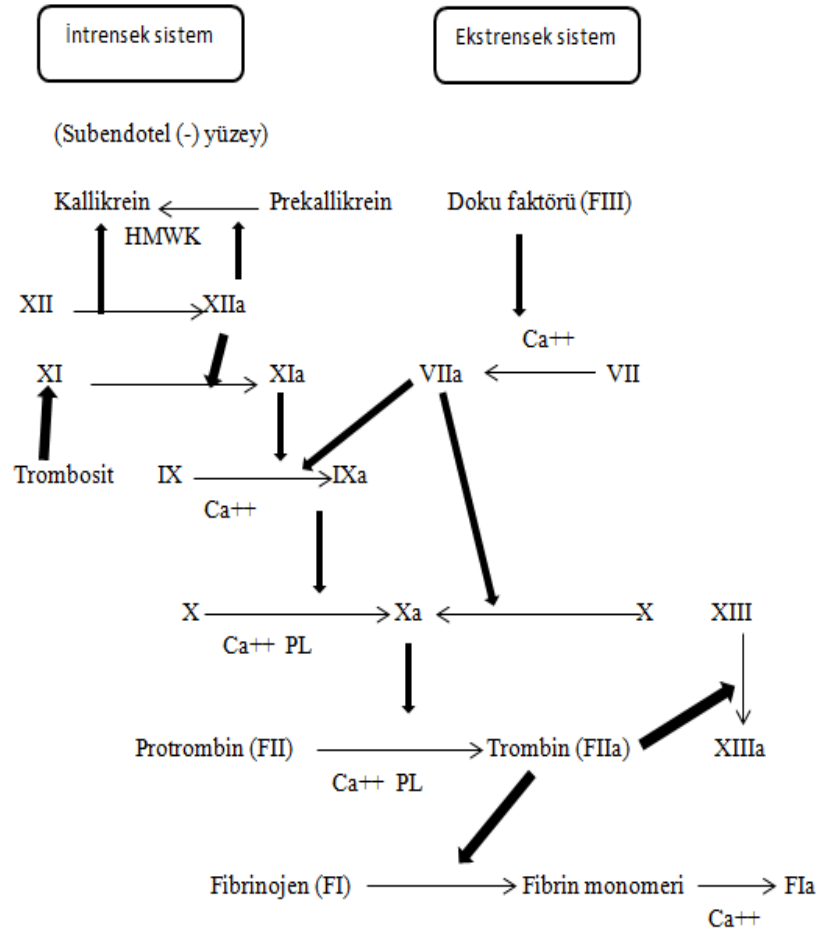 İntrensek sistem
Ekstrensek sistem
(Subendotel (-) yüzey)
Kallikrein Prekallikrein Doku faktörü (FIII)
HMWK
XII XIIa
Ca++
XI XIa VIIa VII
Trombosit IX IXa
Ca++
X Xa X XIII
Ca++ PL
Protrombin (FII) Trombin (FIIa) XIIIa
Ca++ PL
Fibrinojen (FI) Fibrin monomeri FIa
Ca++